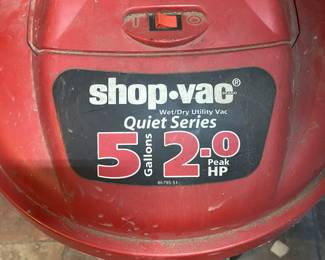 shop·vac®
Wet/Dry Utility Vac
Quiet Series
5 Gallons 2.0 Peak HP